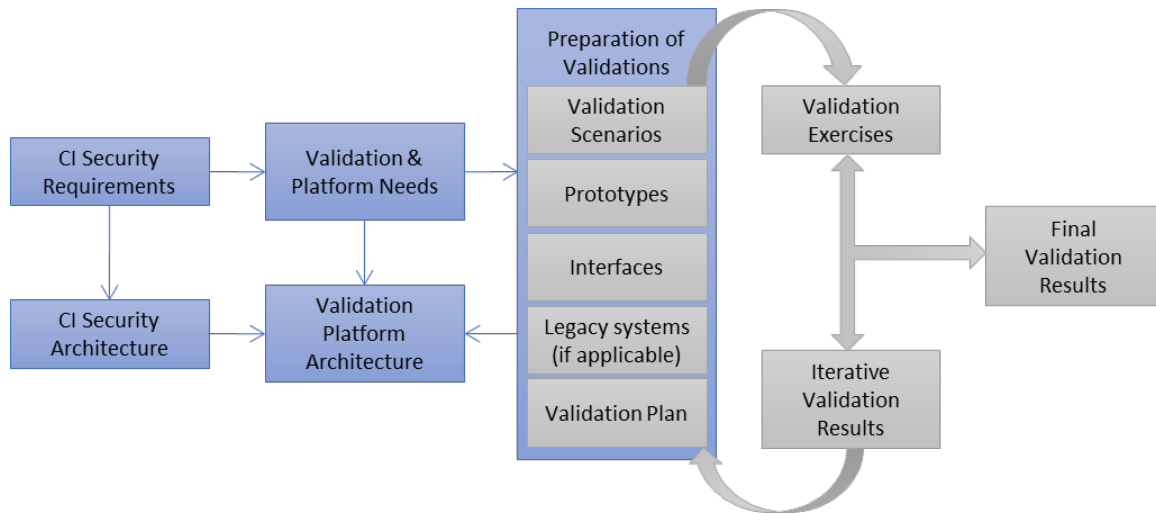 CI Security
Requirements
CI Security
Architecture
Validation &
Platform Needs
Validation
Platform
Architecture
Preparation of
Validations
Validation
Scenarios
Prototypes
Interfaces
Legacy systems
(if applicable)
Validation Plan
Validation
Exercises
Iterative
Validation
Results
Final
Validation
Results